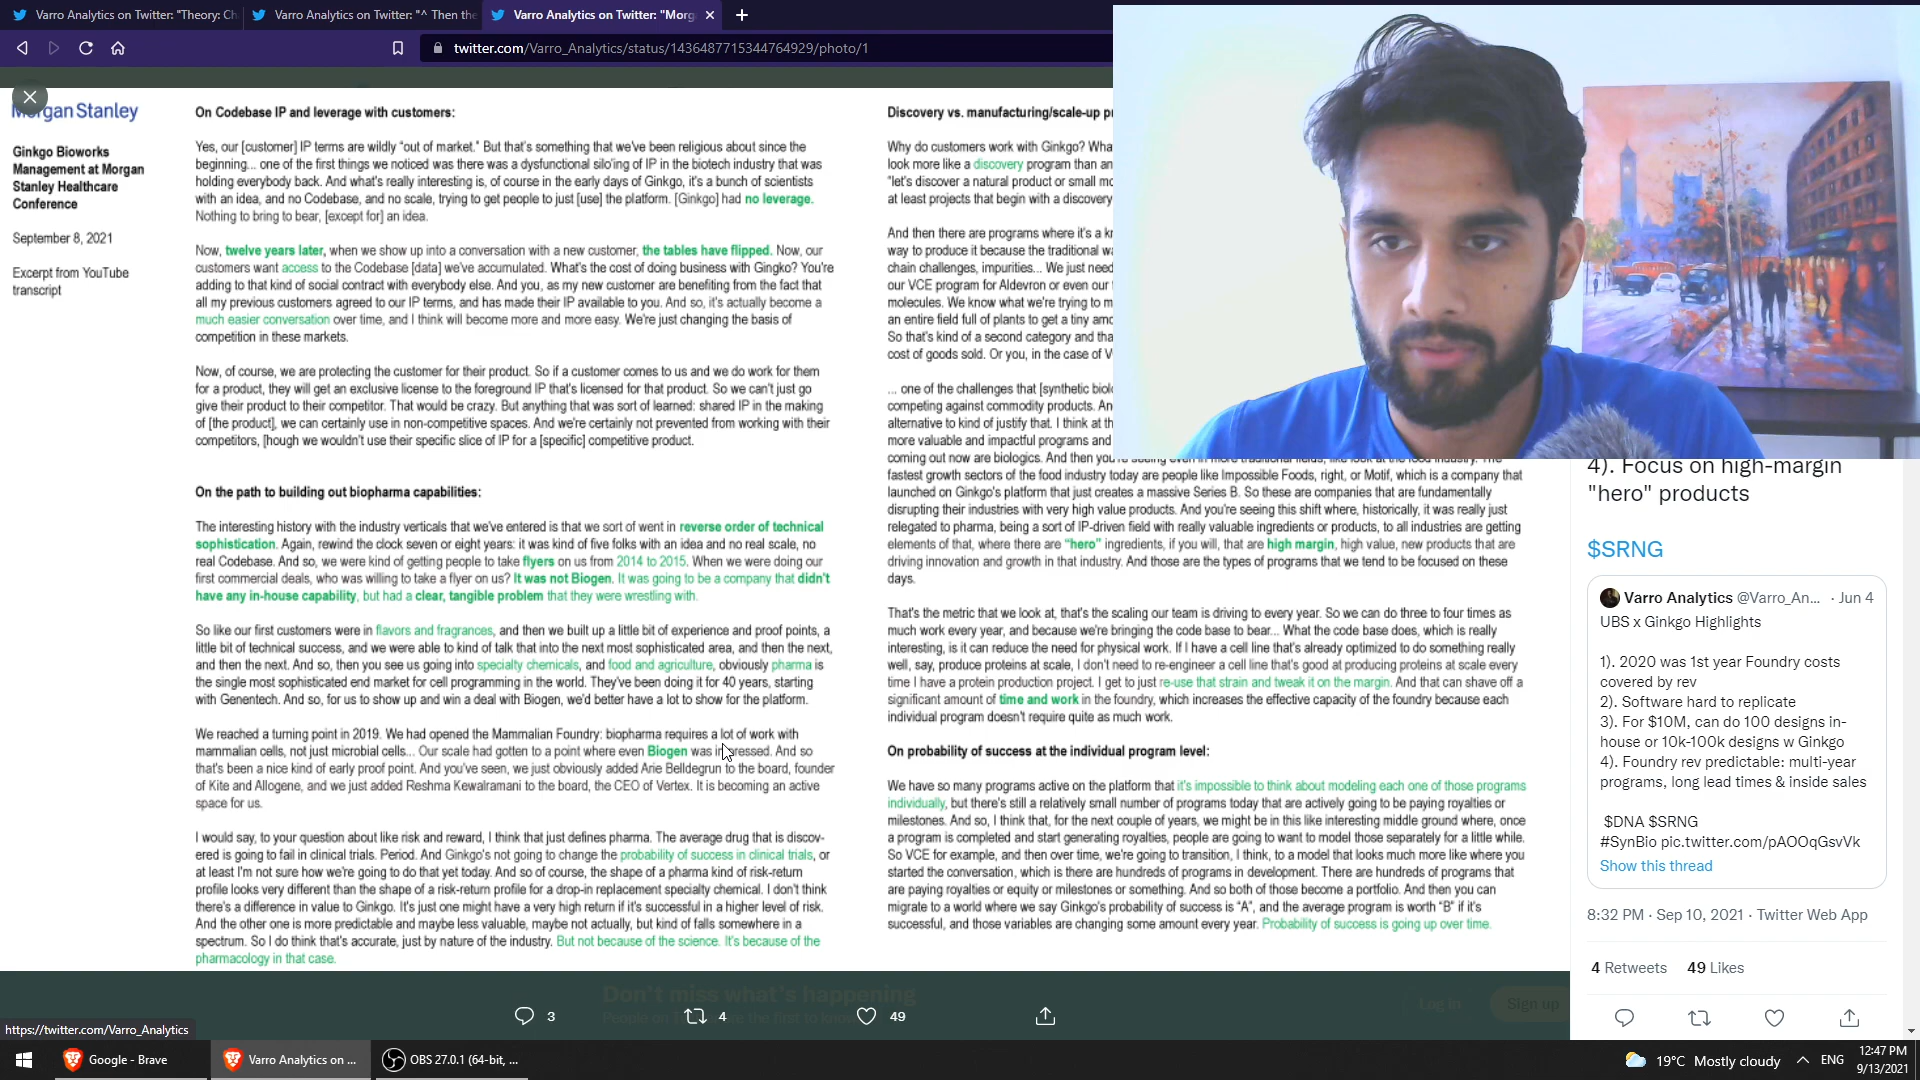 Varro Analytics on Twitter: "Theory: Ch
Varro Analytics on Twitter: "^ Then the
Varro Analytics on Twitter: "Morg
twitter.com/Varro_Analytics/status/1436487715344764929/photo/1
Morgan Stanley
Ginkgo Bioworks
Management at Morgan
Stanley Healthcare
Conference
September 8, 2021
Excerpt from YouTube
transcript
On Codebase IP and leverage with customers:
Yes, our [customer] IP terms are wildly "out of market." But that's something that we've been religious about since the
beginning... one of the first things we noticed was there was a dysfunctional silo'ing of IP in the biotech industry that was
holding everybody back. And what's really interesting is, of course in the early days of Ginkgo, it's a bunch of scientists
with an idea, and no Codebase, and no scale, trying to get people to just [use] the platform. [Ginkgo] had no leverage.
Nothing to bring to bear, [except for] an idea.
Now, twelve years later, when we show up into a conversation with a new customer, the tables have flipped. Now, our
customers want access to the Codebase [data] we've accumulated. What's the cost of doing business with Gingko? You're
adding to that kind of social contract with everybody else. And you, as my new customer are benefiting from the fact that
all my previous customers agreed to our IP terms, and has made their IP available to you. And so, it's actually become a
much easier conversation over time, and I think will become more and more easy. We're just changing the basis of
competition in these markets.
Now, of course, we are protecting the customer for their product. So if a customer comes to us and we do work for them
for a product, they will get an exclusive license to the foreground IP that's licensed for that product. So we can't just go
give their product to their competitor. That would be crazy. But anything that was sort of learned: shared IP in the making
of [the product], we can certainly use in non-competitive spaces. And we're certainly not prevented from working with their
competitors, [hough we wouldn't use their specific slice of IP for a [specific] competitive product.
On the path to building out biopharma capabilities:
The interesting history with the industry verticals that we've entered is that we sort of went in reverse order of technical
sophistication. Again, rewind the clock seven or eight years: it was kind of five folks with an idea and no real scale, no
real Codebase. And so, we were kind of getting people to take flyers on us from 2014 to 2015. When we were doing our
first commercial deals, who was willing to take a flyer on us? It was not Biogen. It was going to be a company that didn't
have any in-house capability, but had a clear, tangible problem that they were wrestling with.
So like our first customers were in flavors and fragrances, and then we built up a little bit of experience and proof points, a
little bit of technical success, and we were able to kind of talk that into the next most sophisticated area, and then the next,
and then the next. And so, then you see us going into specialty chemicals, and food and agriculture, obviously pharma is
the single most sophisticated end market for cell programming in the world. They've been doing it for 40 years, starting
with Genentech. And so, for us to show up and win a deal with Biogen, we'd better have a lot to show for the platform.
We reached a turning point in 2019. We had opened the Mammalian Foundry: biopharma requires a lot of work with
mammalian cells, not just microbial cells... Our scale had gotten to a point where even Biogen was impressed. And so
that's been a nice kind of early proof point. And you've seen, we just obviously added Arie Belldegrun to the board, founder
of Kite and Allogene, and we just added Reshma Kewalramani to the board, the CEO of Vertex. It is becoming an active
space for us.
I would say, to your question about like risk and reward, I think that just defines pharma. The average drug that is discov-
ered is going to fail in clinical trials. Period. And Ginkgo's not going to change the probability of success in clinical trials, or
at least I'm not sure how we're going to do that yet today. And so of course, the shape of a pharma kind of risk-return
profile looks very different than the shape of a risk-return profile for a drop-in replacement specialty chemical. I don't think
there's a difference in value to Ginkgo. It's just one might have a very high return if it's successful in a higher level of risk.
And the other one is more predictable and maybe less valuable, maybe not actually, but kind of falls somewhere in a
spectrum. So I do think that's accurate, just by nature of the industry. But not because of the science. It's because of the
pharmacology in that case.
Discovery vs. manufacturing/scale-up
Why do customers work with Ginkgo?
look more like a discovery program than
"let's discover a natural product or small
at least projects that begin with a discovery
And then there are programs where it's a
way to produce it because the traditional
chain challenges, impurities... We just need
our VCE program for Aldevron or even our
molecules. We know what we're trying to
an entire field full of plants to get a tiny
So that's kind of a second category and
cost of goods sold. Or you, in the case of
... one of the challenges that [synthetic
competing against commodity products.
alternative to kind of justify that. I think at
more valuable and impactful programs and
coming out now are biologics. And then you're seeing even in more traditional fields, like look at the food industry. The
fastest growth sectors of the food industry today are people like Impossible Foods, right, or Motif, which is a company that
launched on Ginkgo's platform that just creates a massive Series B. So these are companies that are fundamentally
disrupting their industries with very high value products. And you're seeing this shift where, historically, it was really just
relegated to pharma, being a sort of IP-driven field with really valuable ingredients or products, to all industries are getting
elements of that, where there are "hero" ingredients, if you will, that are high margin, high value, new products that are
driving innovation and growth in that industry. And those are the types of programs that we tend to be focused on these
days.
That's the metric that we look at, that's the scaling our team is driving to every year. So we can do three to four times as
much work every year, and because we're bringing the code base to bear... What the code base does, which is really
interesting, is it can reduce the need for physical work. If I have a cell line that's already optimized to do something really
well, say, produce proteins at scale, I don't need to re-engineer a cell line that's good at producing proteins at scale every
time I have a protein production project. I get to just re-use that strain and tweak it on the margin. And that can shave off a
significant amount of time and work in the foundry, which increases the effective capacity of the foundry because each
individual program doesn't require quite as much work.
On probability of success at the individual program level:
We have so many programs active on the platform that it's impossible to think about modeling each one of those programs
individually, but there's still a relatively small number of programs today that are actively going to be paying royalties or
milestones. And so, I think that, for the next couple of years, we might be in this like interesting middle ground where, once
a program is completed and start generating royalties, people are going to want to model those separately for a little while.
So VCE for example, and then over time, we're going to transition, I think, to a model that looks much more like where you
started the conversation, which is there are hundreds of programs in development. There are hundreds of programs that
are paying royalties or equity or milestones or something. And so both of those become a portfolio. And then you can
migrate to a world where we say Ginkgo's probability of success is "A", and the average program is worth "B" if it's
successful, and those variables are changing some amount every year. Probability of success is going up over time.
4). Focus on high-margin
"hero" products
$SRNG
Varro Analytics @Varro_An... · Jun 4
UBS x Ginkgo Highlights
1). 2020 was 1st year Foundry costs
covered by rev
2). Software hard to replicate
3). For $10M, can do 100 designs in-
house or 10k-100k designs w Ginkgo
4). Foundry rev predictable: multi-year
programs, long lead times & inside sales
$DNA $SRNG
#SynBio pic.twitter.com/pAOOqGsvVk
Show this thread
8:32 PM · Sep 10, 2021 · Twitter Web App
4 Retweets 49 Likes
Don't miss what's happening
Log in
Sign up
3
4
49
https://twitter.com/Varro_Analytics
Google - Brave
Varro Analytics on ...
OBS 27.0.1 (64-bit, ...
19°C Mostly cloudy
ENG
12:47 PM
9/13/2021